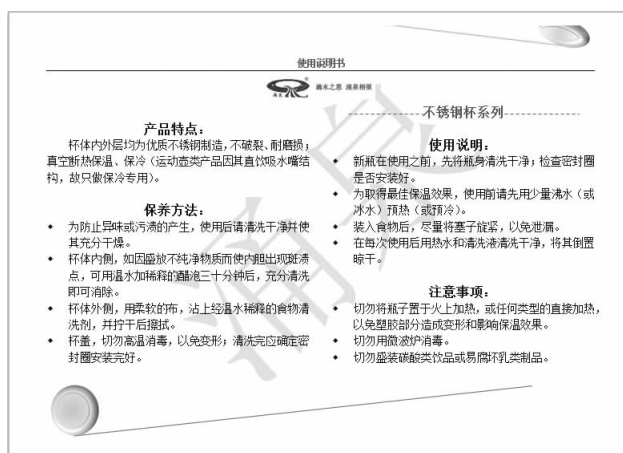 使用说明书
滴水之恩 涌泉相报
不锈钢杯系列
产品特点：
杯体内外层均为优质不锈钢制造，不破裂、耐磨损；
真空断热保温、保冷（运动壶类产品因其直饮吸水嘴结
构，故只做保冷专用）。
保养方法：
为防止异味或污渍的产生，使用后请清洗干净并使
其充分干燥。
杯体内侧，如因盛放不纯净物质而使内胆出现斑渍
点，可用温水加稀释的醋泡三十分钟后，充分清洗
即可消除。
杯体外侧，用柔软的布，沾上经温水稀释的食物清
洗剂，并拧干后擦拭。
杯盖，切勿高温消毒，以免变形；清洗完应确定密
封圈安装完好。
使用说明：
新瓶在使用之前，先将瓶身清洗干净；检查密封圈
是否安装好。
为取得最佳保温效果，使用前请先用少量沸水（或
冰水）预热（或预冷）。
装入食物后，尽量将塞子旋紧，以免泄漏。
在每次使用后用热水和清洗液清洗干净，将其倒置
晾干。
注意事项：
切勿将瓶子置于火上加热，或任何类型的直接加热，
以免塑胶部分造成变形和影响保温效果。
切勿用微波炉消毒。
切勿盛装碳酸类饮品或易腐坏乳类制品。
涌泉